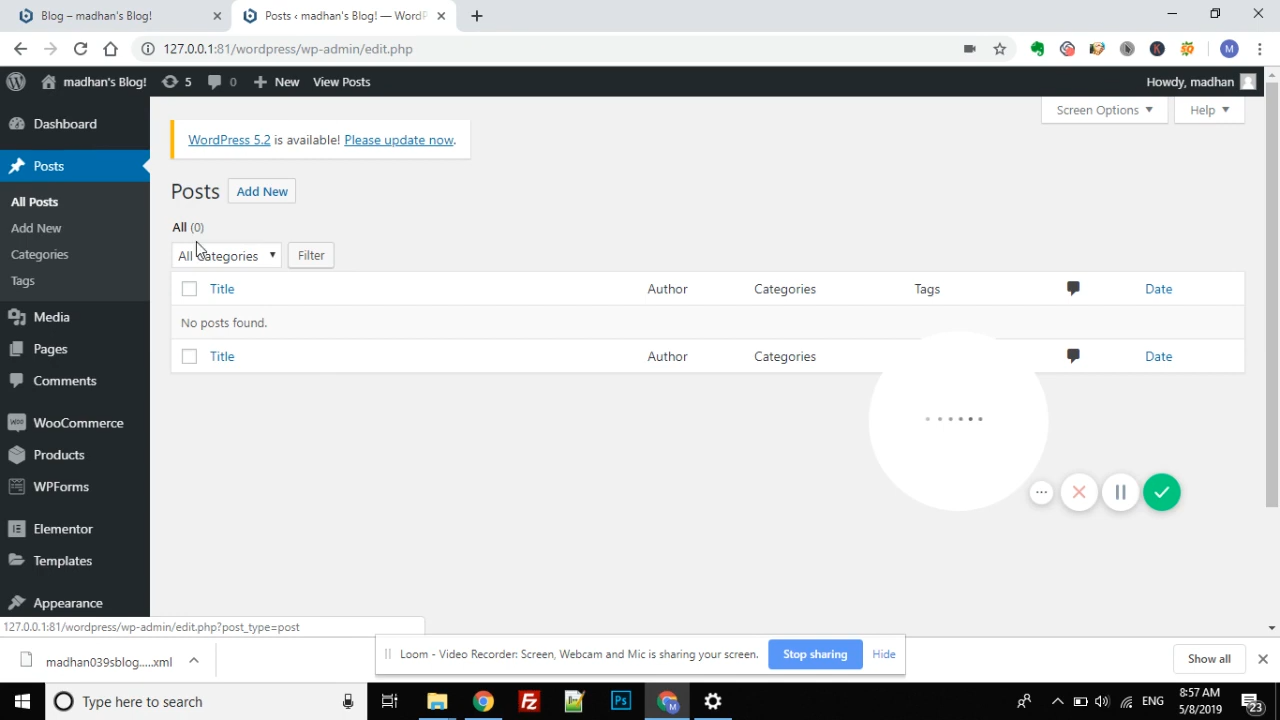 Blog – madhan's Blog!
Posts ‹ madhan's Blog! — WordP
127.0.0.1:81/wordpress/wp-admin/edit.php
M
madhan's Blog! 5 0 New View Posts
Howdy, madhan
Screen Options Help
Dashboard
Posts
All Posts
Add New
Categories
Tags
Media
Pages
Comments
WooCommerce
Products
WPForms
Elementor
Templates
Appearance
WordPress 5.2 is available! Please update now.
Posts Add New
All (0)
All Categories Filter
Title Author Categories Tags Date
No posts found.
Title Author Categories Date
127.0.0.1:81/wordpress/wp-admin/edit.php?post_type=post
madhan039sblog.....xml
Loom - Video Recorder: Screen, Webcam and Mic is sharing your screen. Stop sharing Hide
Show all
Type here to search
Ps
M
ENG
8:57 AM
5/8/2019
23